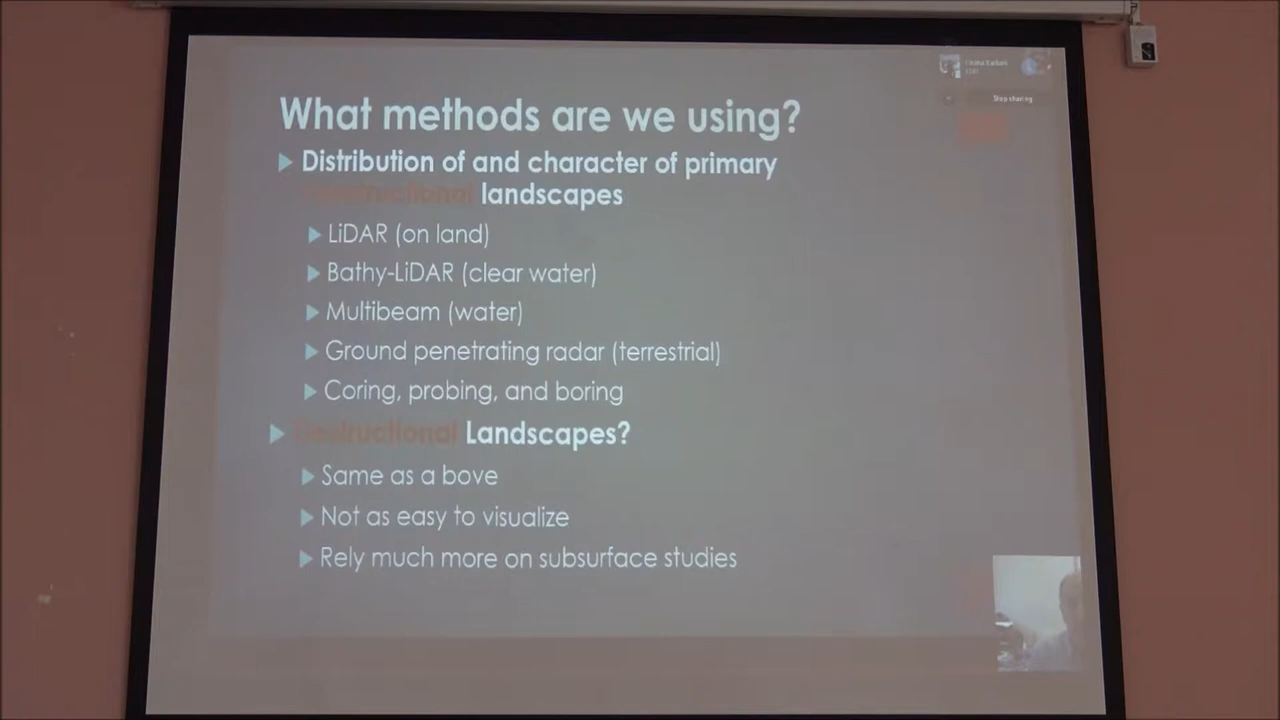 What methods are we using?
Distribution of and character of primary
landscapes
LiDAR (on land)
Bathy-LiDAR (clear water)
Multibeam (water)
Ground penetrating radar (terrestrial)
Coring, probing, and boring
Destructional Landscapes?
Same as a bove
Not as easy to visualize
Rely much more on subsurface studies
Stop sharing